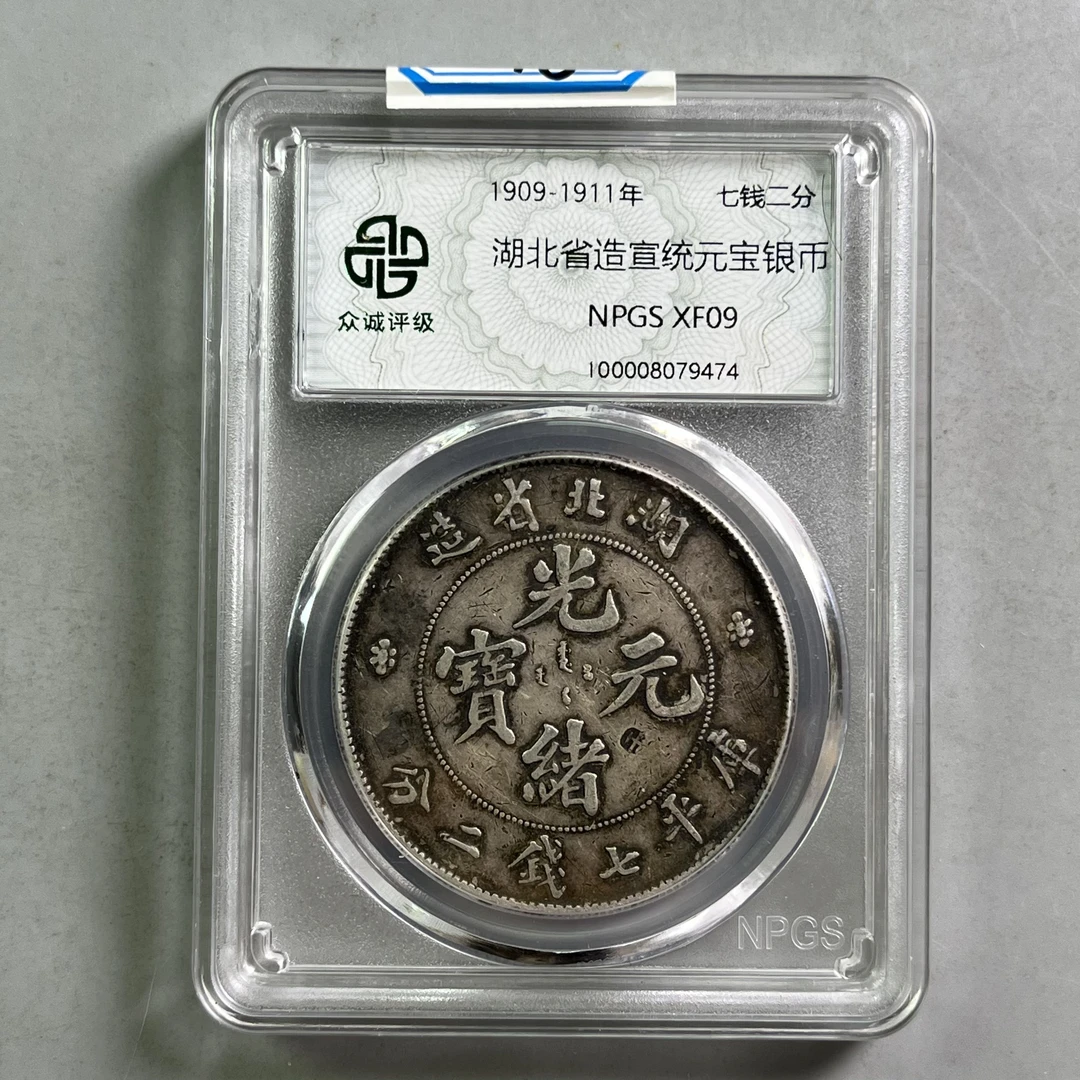 1909-1911年 七钱二分
湖北省造宣统元宝银币
NPGS XF09
100008079474
众诚评级
造省北湖
光
寶 元
緒
庫平七錢二分
NPGS